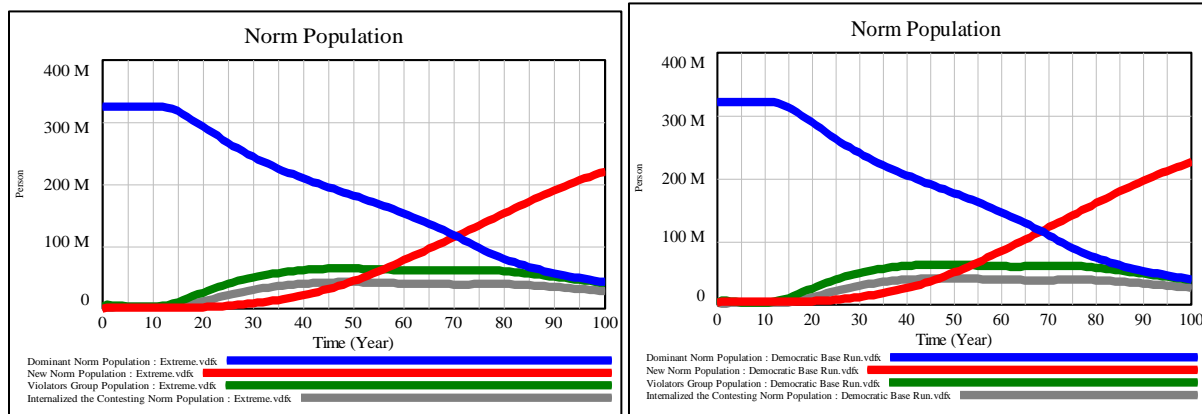 Norm Population
400 M
300 M
200 M
100 M
0
Person
0 10 20 30 40 50 60 70 80 90 100
Time (Year)
Dominant Norm Population : Extreme.vdfx
New Norm Population : Extreme.vdfx
Violators Group Population : Extreme.vdfx
Internalized the Contesting Norm Population : Extreme.vdfx
Norm Population
400 M
300 M
200 M
100 M
0
Person
0 10 20 30 40 50 60 70 80 90 100
Time (Year)
Dominant Norm Population : Democratic Base Run.vdfx
New Norm Population : Democratic Base Run.vdfx
Violators Group Population : Democratic Base Run.vdfx
Internalized the Contesting Norm Population : Democratic Base Run.vdfx